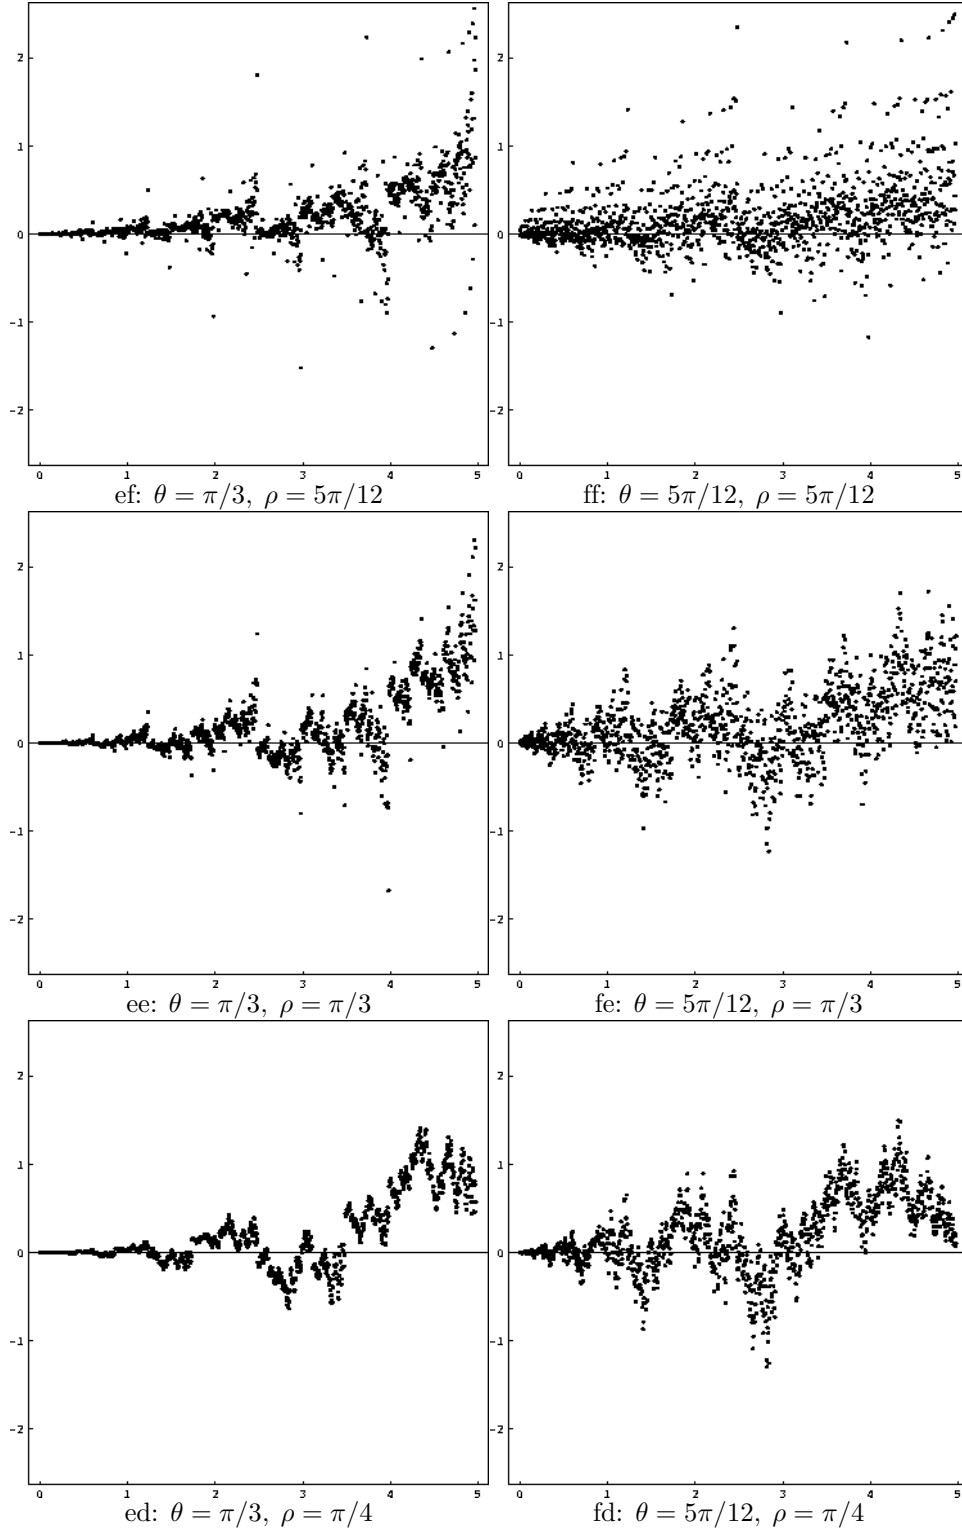 2 2
1 1
0 0
-1 -1
-2 -2
0 1 2 3 4 5 0 1 2 3 4 5
ef: θ = π/3, ρ = 5π/12 ff: θ = 5π/12, ρ = 5π/12
2 2
1 1
0 0
-1 -1
-2 -2
0 1 2 3 4 5 0 1 2 3 4 5
ee: θ = π/3, ρ = π/3 fe: θ = 5π/12, ρ = π/3
2 2
1 1
0 0
-1 -1
-2 -2
0 1 2 3 4 5 0 1 2 3 4 5
ed: θ = π/3, ρ = π/4 fd: θ = 5π/12, ρ = π/4